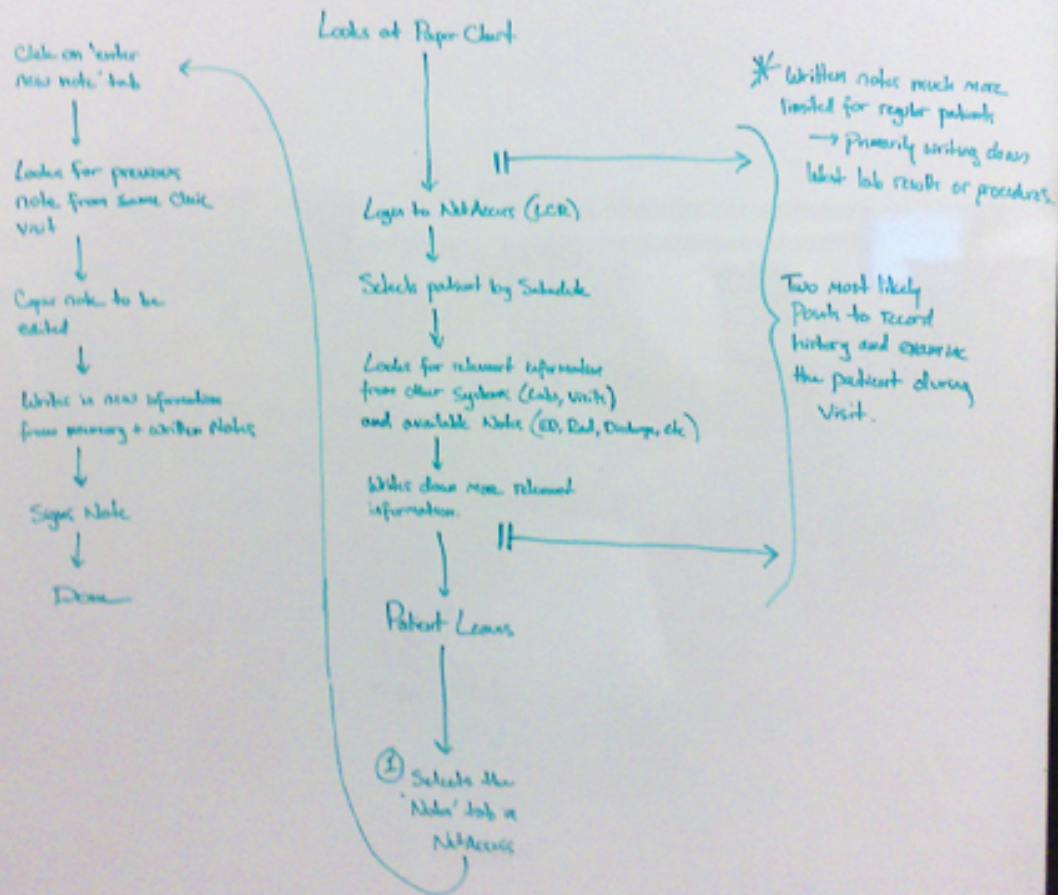 Looks at Paper Chart
Login to NetAccess (LCR)
Selects patient by Schedule
Looks for relevant information
from other Systems (Labs, Visits)
and available Notes (ED, Rad, Discharge, etc)
Writes down more relevant
information.
Patient Leaves
① Selects the
'Notes' tab in
NetAccess
Click on 'enter
new note' tab
Looks for previous
note from same Clinic
visit
Copies note to be
edited
Writes in new information
from memory + written Notes
Signs Note
Done
* Written notes much more
limited for regular patients
→ Primarily writing down
latest lab results or procedures.
Two most likely
Points to record
history and examine
the patient during
Visit.